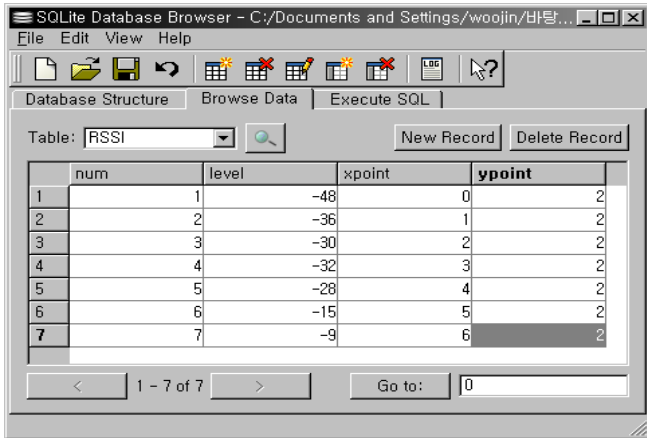 SQLite Database Browser - C:/Documents and Settings/woojin/바탕...
File Edit View Help
LOG
Database Structure Browse Data Execute SQL
Table: RSSI New Record Delete Record
num level xpoint ypoint
1 1 -48 0 2
2 2 -36 1 2
3 3 -30 2 2
4 4 -32 3 2
5 5 -28 4 2
6 6 -15 5 2
7 7 -9 6 2
< 1 - 7 of 7 > Go to: 0